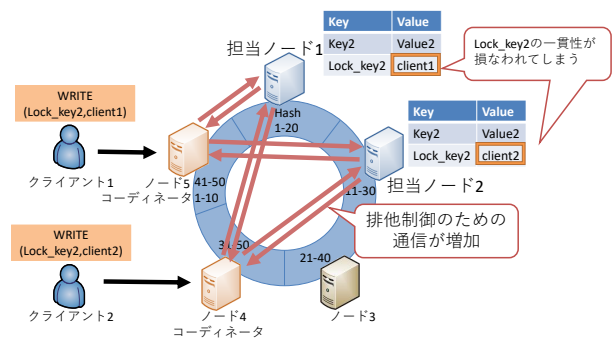 担当ノード1
Key Value
Key2 Value2
Lock_key2 client1
Lock_key2の一貫性が
損なわれてしまう
WRITE
(Lock_key2,client1)
クライアント1
Hash
1-20
ノード5
コーディネータ
41-50
1-10
Key Value
Key2 Value2
Lock_key2 client2
担当ノード2
11-30
排他制御のための
通信が増加
WRITE
(Lock_key2,client2)
クライアント2
21-40
ノード4
コーディネータ
ノード3